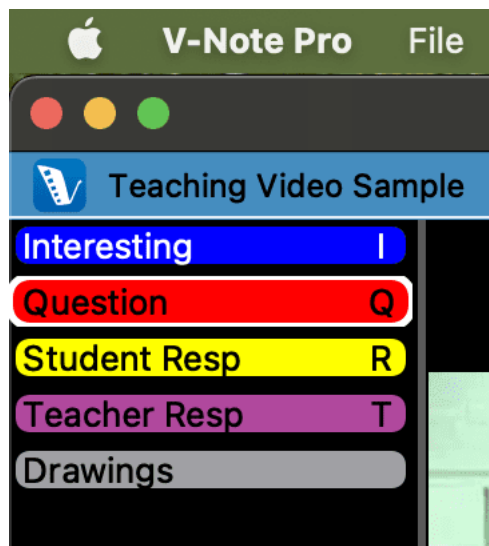 V-Note Pro File
Teaching Video Sample
Interesting I
Question Q
Student Resp R
Teacher Resp T
Drawings